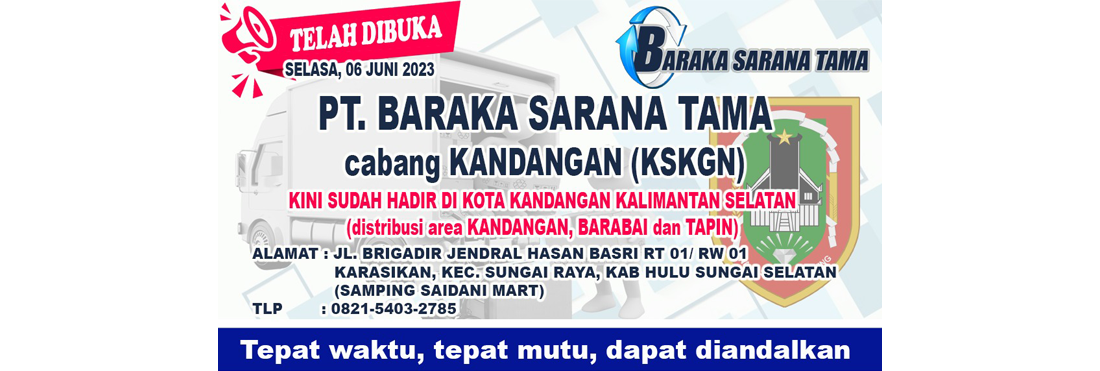 TELAH DIBUKA
SELASA, 06 JUNI 2023
BARAKA SARANA TAMA
PT. BARAKA SARANA TAMA
cabang KANDANGAN (KSKGN)
KINI SUDAH HADIR DI KOTA KANDANGAN KALIMANTAN SELATAN
(distribusi area KANDANGAN, BARABAI dan TAPIN)
ALAMAT : JL. BRIGADIR JENDRAL HASAN BASRI RT 01/ RW 01
KARASIKAN, KEC. SUNGAI RAYA, KAB HULU SUNGAI SELATAN
(SAMPING SAIDANI MART)
TLP : 0821-5403-2785
Tepat waktu, tepat mutu, dapat diandalkan